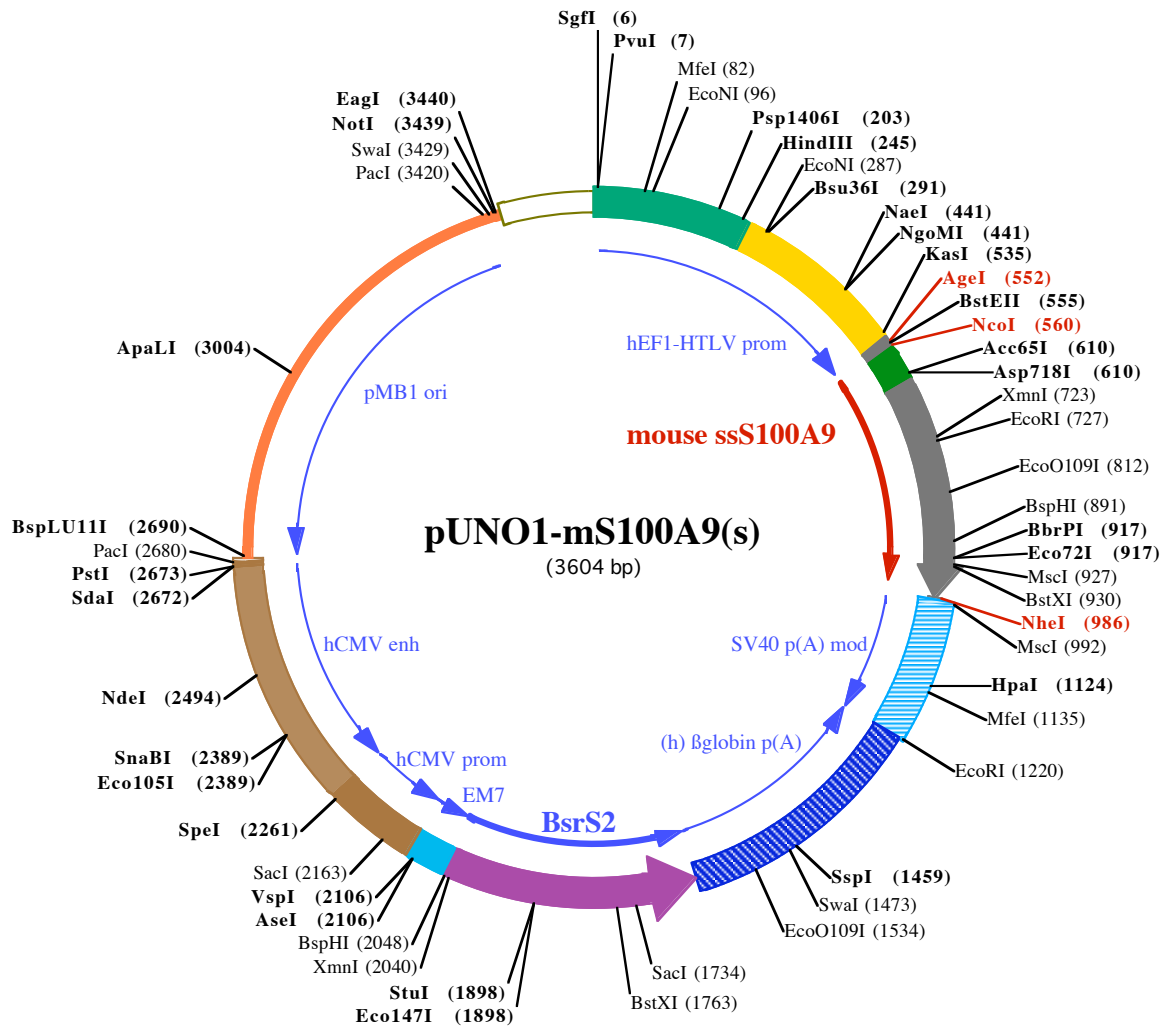 SgfI (6)
PvuI (7)
MfeI (82)
EcoNI (96)
Psp1406I (203)
HindIII (245)
EcoNI (287)
Bsu36I (291)
NaeI (441)
NgoMI (441)
KasI (535)
AgeI (552)
BstEII (555)
NcoI (560)
Acc65I (610)
Asp718I (610)
XmnI (723)
EcoRI (727)
EcoO109I (812)
BspHI (891)
BbrPI (917)
Eco72I (917)
MscI (927)
BstXI (930)
NheI (986)
MscI (992)
HpaI (1124)
MfeI (1135)
EcoRI (1220)
SspI (1459)
SwaI (1473)
EcoO109I (1534)
SacI (1734)
BstXI (1763)
StuI (1898)
Eco147I (1898)
XmnI (2040)
BspHI (2048)
AseI (2106)
VspI (2106)
SacI (2163)
SpeI (2261)
Eco105I (2389)
SnaBI (2389)
NdeI (2494)
SdaI (2672)
PstI (2673)
PacI (2680)
BspLU11I (2690)
ApaLI (3004)
PacI (3420)
SwaI (3429)
NotI (3439)
EagI (3440)
hEF1-HTLV prom
mouse ssS100A9
SV40 p(A) mod
(h) ßglobin p(A)
BsrS2
EM7
hCMV prom
hCMV enh
pMB1 ori
pUNO1-mS100A9(s)
(3604 bp)